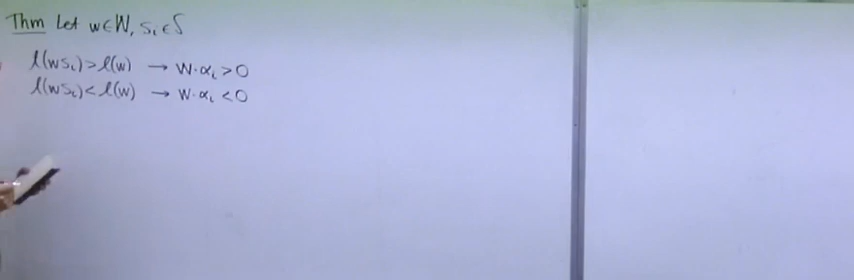 Thm Let w∈W, sᵢ∈S
ℓ(wsᵢ)>ℓ(w) → w·αᵢ>0
ℓ(wsᵢ)<ℓ(w) → w·αᵢ<0